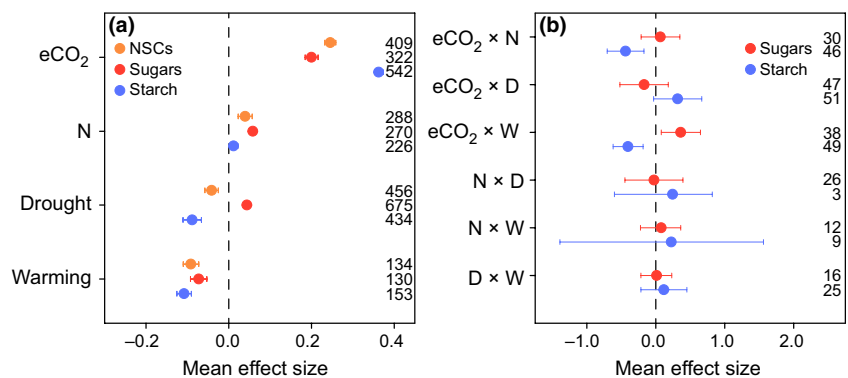 (a)
NSCs
Sugars
Starch
eCO₂
409
322
542
N
288
270
226
Drought
456
675
434
Warming
134
130
153
−0.2 0.0 0.2 0.4
Mean effect size
(b)
Sugars
Starch
eCO₂ × N
30
46
eCO₂ × D
47
51
eCO₂ × W
38
49
N × D
26
3
N × W
12
9
D × W
16
25
−1.0 0.0 1.0 2.0
Mean effect size